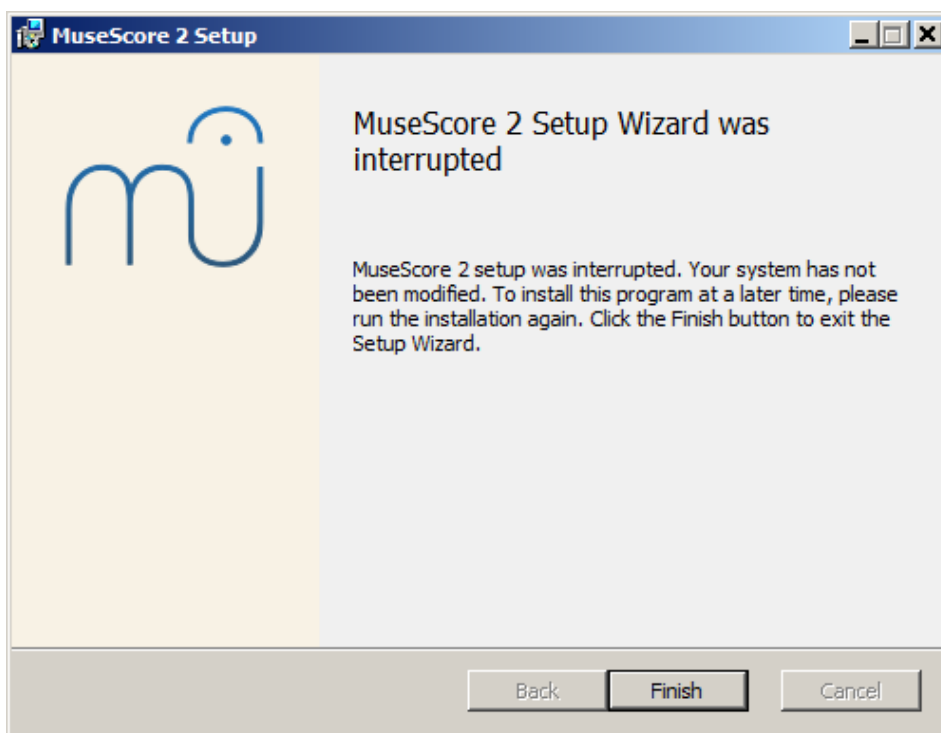 MuseScore 2 Setup
MuseScore 2 Setup Wizard was
interrupted
MuseScore 2 setup was interrupted. Your system has not
been modified. To install this program at a later time, please
run the installation again. Click the Finish button to exit the
Setup Wizard.
Back
Finish
Cancel